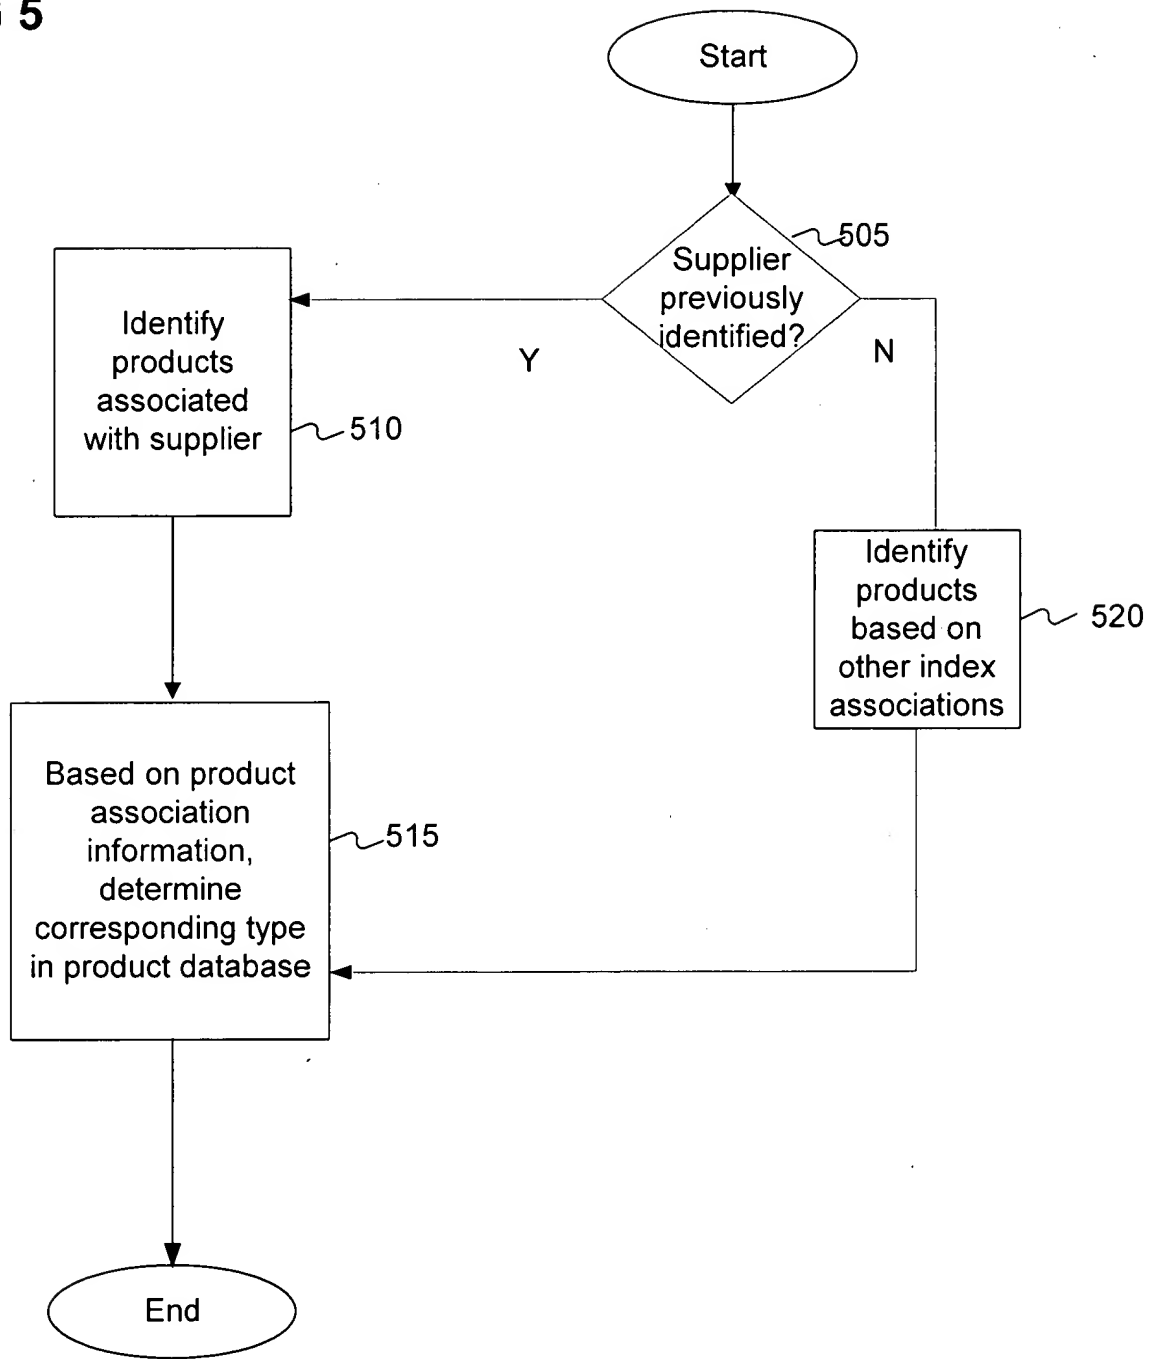 5
Start
505
Supplier
previously
identified?
Y
N
Identify
products
associated
with supplier
510
Identify
products
based on
other index
associations
520
Based on product
association
information,
determine
corresponding type
in product database
515
End